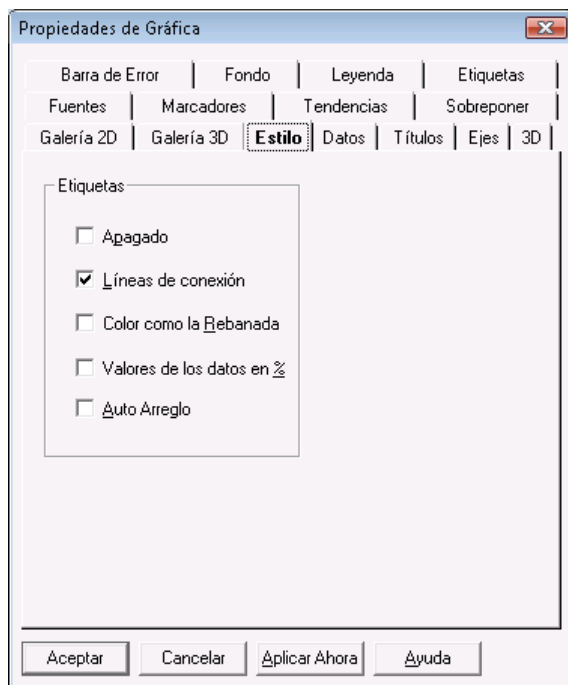 Propiedades de Gráfica
Barra de Error Fondo Leyenda Etiquetas
Fuentes Marcadores Tendencias Sobreponer
Galería 2D Galería 3D Estilo Datos Títulos Ejes 3D
Etiquetas
Apagado
Líneas de conexión
Color como la Rebanada
Valores de los datos en %
Auto Arreglo
Aceptar Cancelar Aplicar Ahora Ayuda